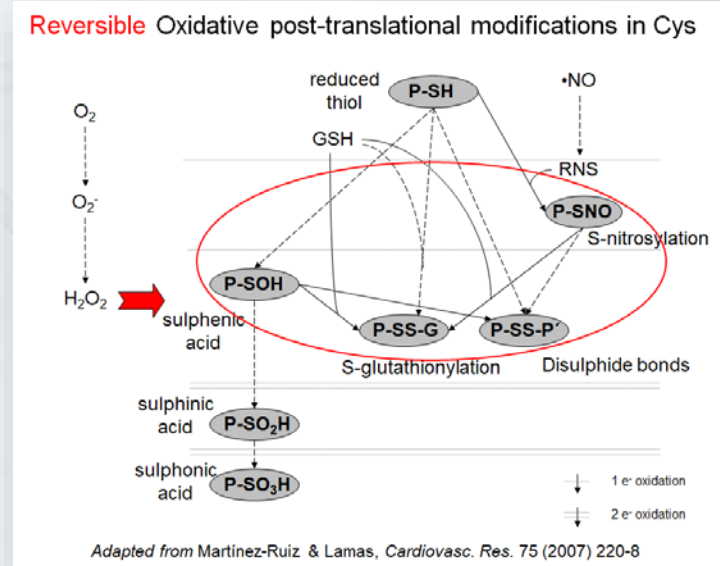 Reversible Oxidative post-translational modifications in Cys
reduced
thiol
P-SH
•NO
O₂
GSH
RNS
O₂⁻
P-SNO
S-nitrosylation
P-SOH
H₂O₂
sulphenic
acid
P-SS-G
P-SS-P´
S-glutathionylation
Disulphide bonds
sulphinic
acid
P-SO₂H
sulphonic
acid
P-SO₃H
1 e⁻ oxidation
2 e⁻ oxidation
Adapted from Martínez-Ruiz & Lamas, Cardiovasc. Res. 75 (2007) 220-8